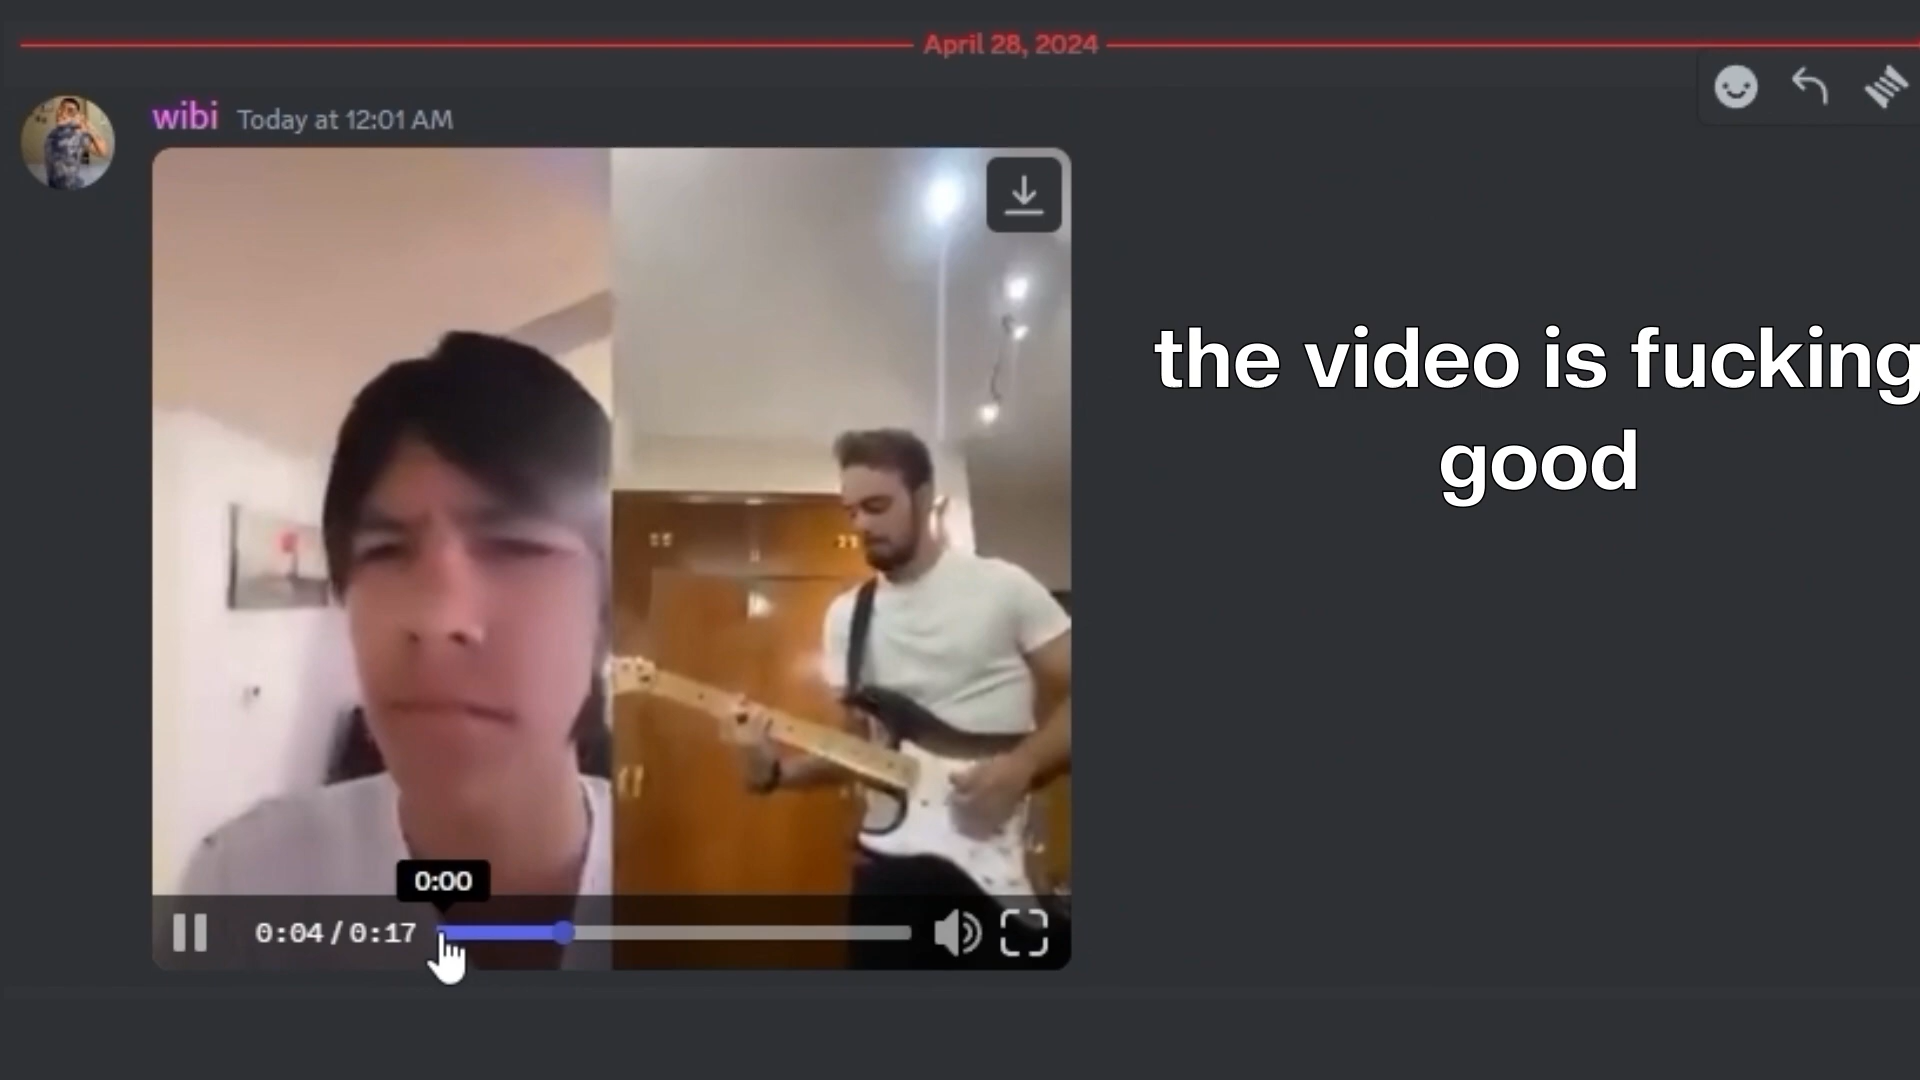 April 28, 2024
wibi Today at 12:01 AM
the video is fucking
good
0:00
0:04 / 0:17